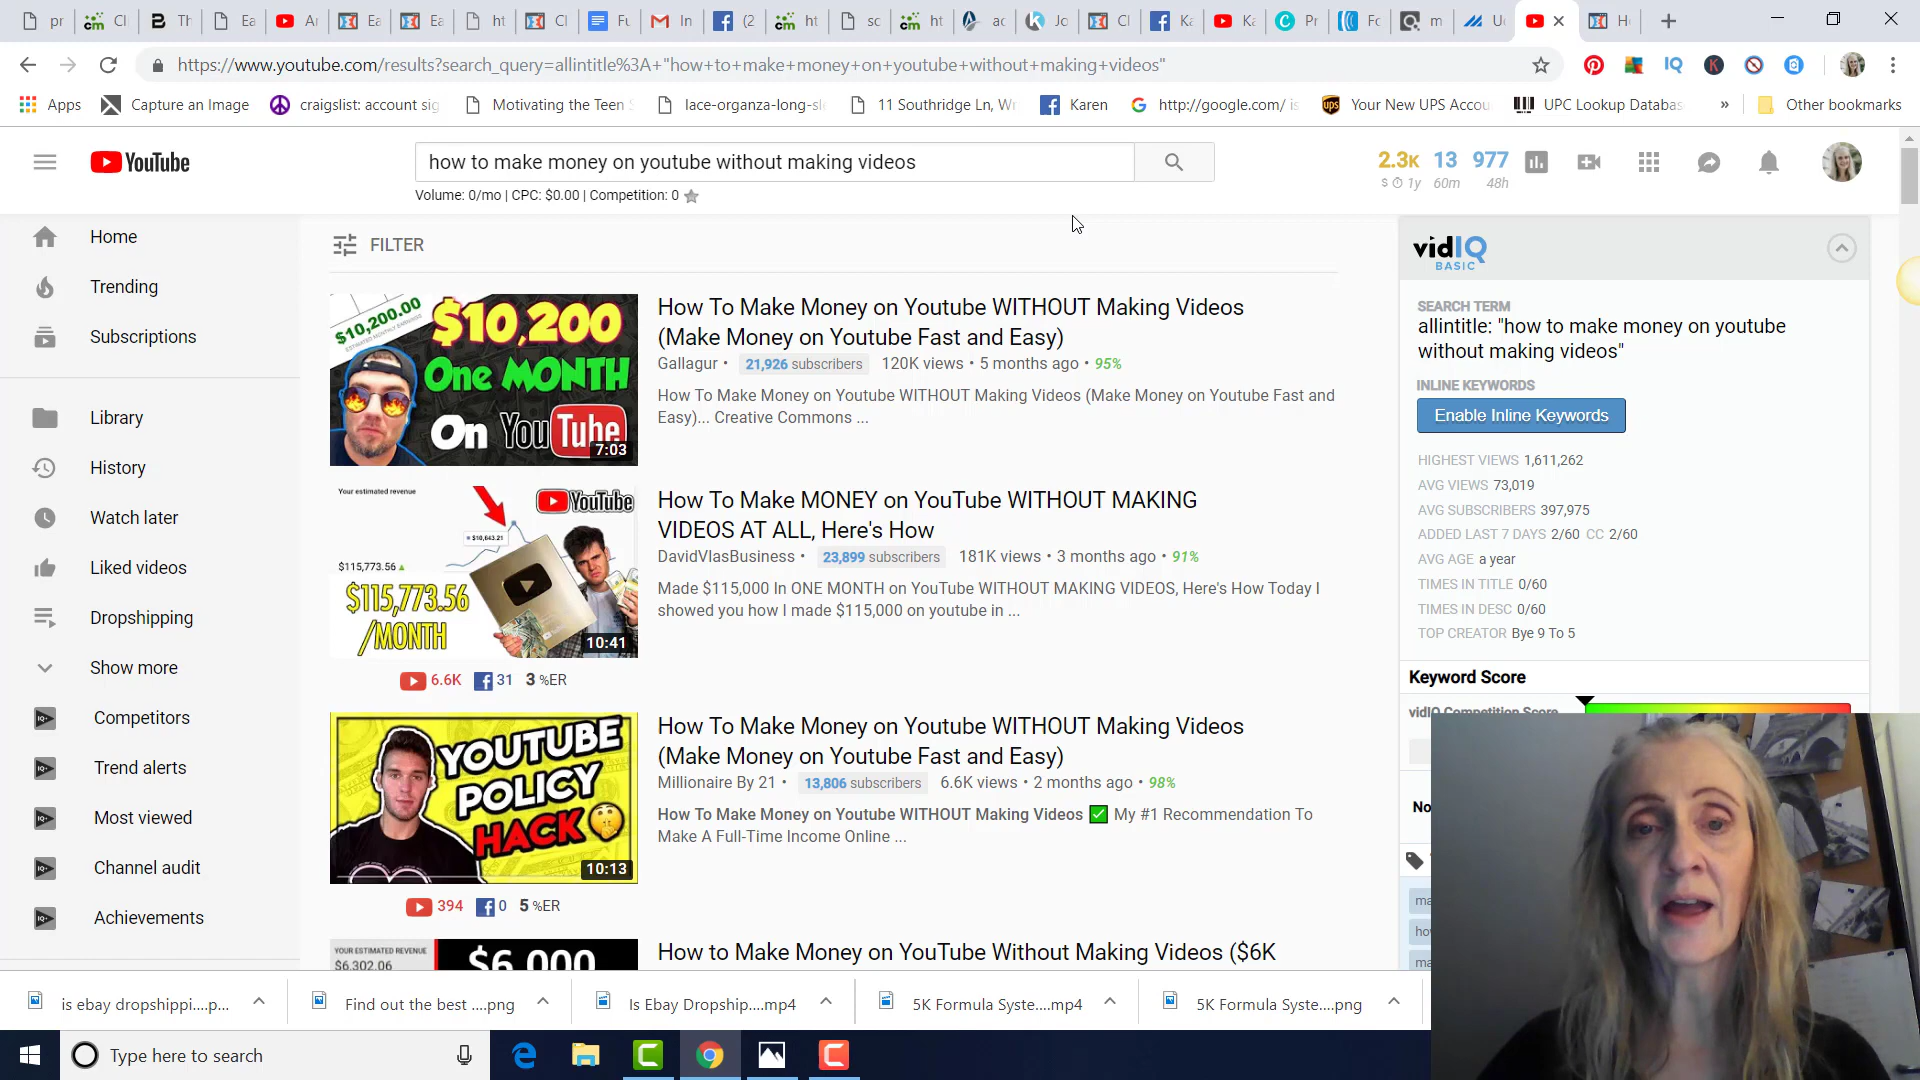 https://www.youtube.com/results?search_query=allintitle%3A+"how+to+make+money+on+youtube+without+making+videos"
Apps
Capture an Image
craigslist: account sig
Motivating the Teen
lace-organza-long-sle
11 Southridge Ln, Wr
Karen
http://google.com/ is
Your New UPS Accou
UPC Lookup Databas
Other bookmarks
YouTube
how to make money on youtube without making videos
Volume: 0/mo | CPC: $0.00 | Competition: 0
2.3K 13 977
1y 60m 48h
Home
Trending
Subscriptions
Library
History
Watch later
Liked videos
Dropshipping
Show more
Competitors
Trend alerts
Most viewed
Channel audit
Achievements
FILTER
$10,200.00
$10,200
One MONTH
On YouTube
7:03
How To Make Money on Youtube WITHOUT Making Videos
(Make Money on Youtube Fast and Easy)
Gallagur • 21,926 subscribers 120K views • 5 months ago • 95%
How To Make Money on Youtube WITHOUT Making Videos (Make Money on Youtube Fast and
Easy)... Creative Commons ...
Your estimated revenue
YouTube
$115,773.56
$115,773.56
/MONTH
10:41
How To Make MONEY on YouTube WITHOUT MAKING
VIDEOS AT ALL, Here's How
DavidVlasBusiness • 23,899 subscribers 181K views • 3 months ago • 91%
Made $115,000 In ONE MONTH on YouTube WITHOUT MAKING VIDEOS, Here's How Today I
showed you how I made $115,000 on youtube in ...
6.6K 31 3 %ER
YOUTUBE
POLICY
HACK
10:13
How To Make Money on Youtube WITHOUT Making Videos
(Make Money on Youtube Fast and Easy)
Millionaire By 21 • 13,806 subscribers 6.6K views • 2 months ago • 98%
How To Make Money on Youtube WITHOUT Making Videos ✅ My #1 Recommendation To
Make A Full-Time Income Online ...
394 0 5 %ER
YOUR ESTIMATED REVENUE
$6,302.06
$6,000
How to Make Money on YouTube Without Making Videos ($6K
vidIQ
BASIC
SEARCH TERM
allintitle: "how to make money on youtube
without making videos"
INLINE KEYWORDS
Enable Inline Keywords
HIGHEST VIEWS 1,611,262
AVG VIEWS 73,019
AVG SUBSCRIBERS 397,975
ADDED LAST 7 DAYS 2/60 CC 2/60
AVG AGE a year
TIMES IN TITLE 0/60
TIMES IN DESC 0/60
TOP CREATOR Bye 9 To 5
Keyword Score
vidIQ Competition Score
is ebay dropshippi....p...
Find out the best ....png
Is Ebay Dropship....mp4
5K Formula Syste....mp4
5K Formula Syste....png
Type here to search